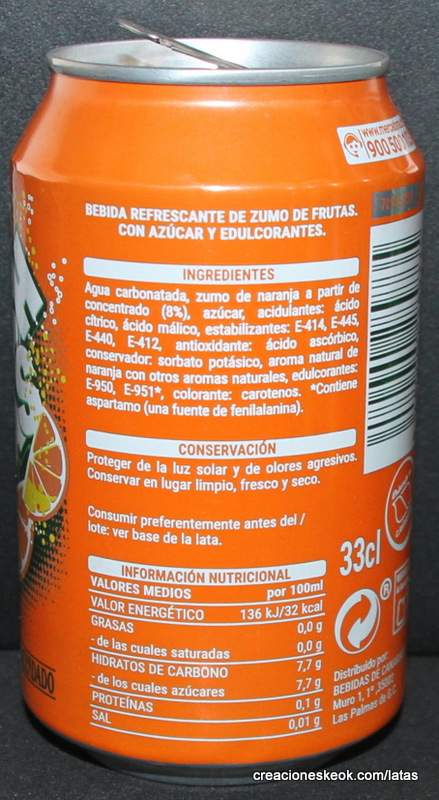 www.mercado
900 50
BEBIDA REFRESCANTE DE ZUMO DE FRUTAS.
CON AZÚCAR Y EDULCORANTES.
INGREDIENTES
Agua carbonatada, zumo de naranja a partir de
concentrado (8%), azúcar, acidulantes: ácido
cítrico, ácido málico, estabilizantes: E-414, E-445,
E-440, E-412, antioxidante: ácido ascórbico,
conservador: sorbato potásico, aroma natural de
naranja con otros aromas naturales, edulcorantes:
E-950, E-951*, colorante: carotenos. *Contiene
aspartamo (una fuente de fenilalanina).
CONSERVACIÓN
Proteger de la luz solar y de olores agresivos.
Conservar en lugar limpio, fresco y seco.
Consumir preferentemente antes del /
lote: ver base de la lata.
33cl
INFORMACIÓN NUTRICIONAL
VALORES MEDIOS por 100ml
VALOR ENERGÉTICO 136 kJ/32 kcal
GRASAS 0,0 g
- de las cuales saturadas 0,0 g
HIDRATOS DE CARBONO 7,7 g
- de los cuales azúcares 7,7 g
PROTEÍNAS 0,1 g
SAL 0,01 g
®
Distribuido por:
BEBIDAS DE
Muro 1, 1º 35002
Las Palmas de G.C.
creacioneskeok.com/latas